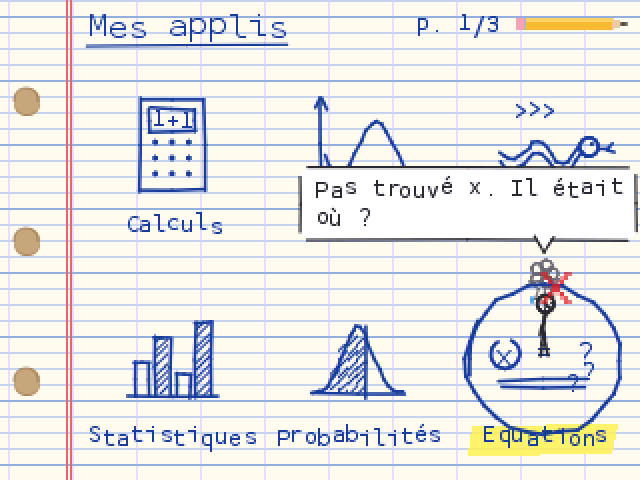 Mes applis
p. 1/3
1+1
>>>
Pas trouvé x. Il était
où ?
Calculs
x
?
?
?
Statistiques
Probabilités
Equations